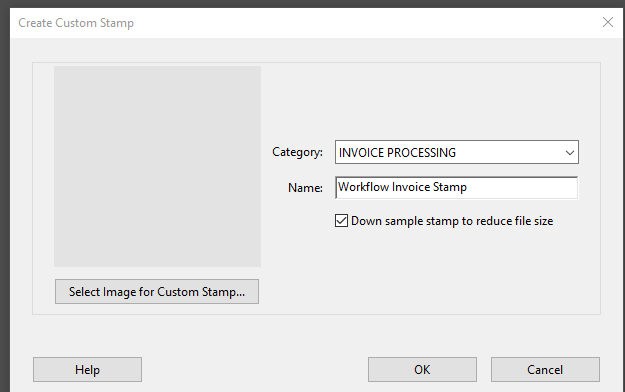 Create Custom Stamp
Category: INVOICE PROCESSING
Name: Workflow Invoice Stamp
Down sample stamp to reduce file size
Select Image for Custom Stamp...
Help OK Cancel